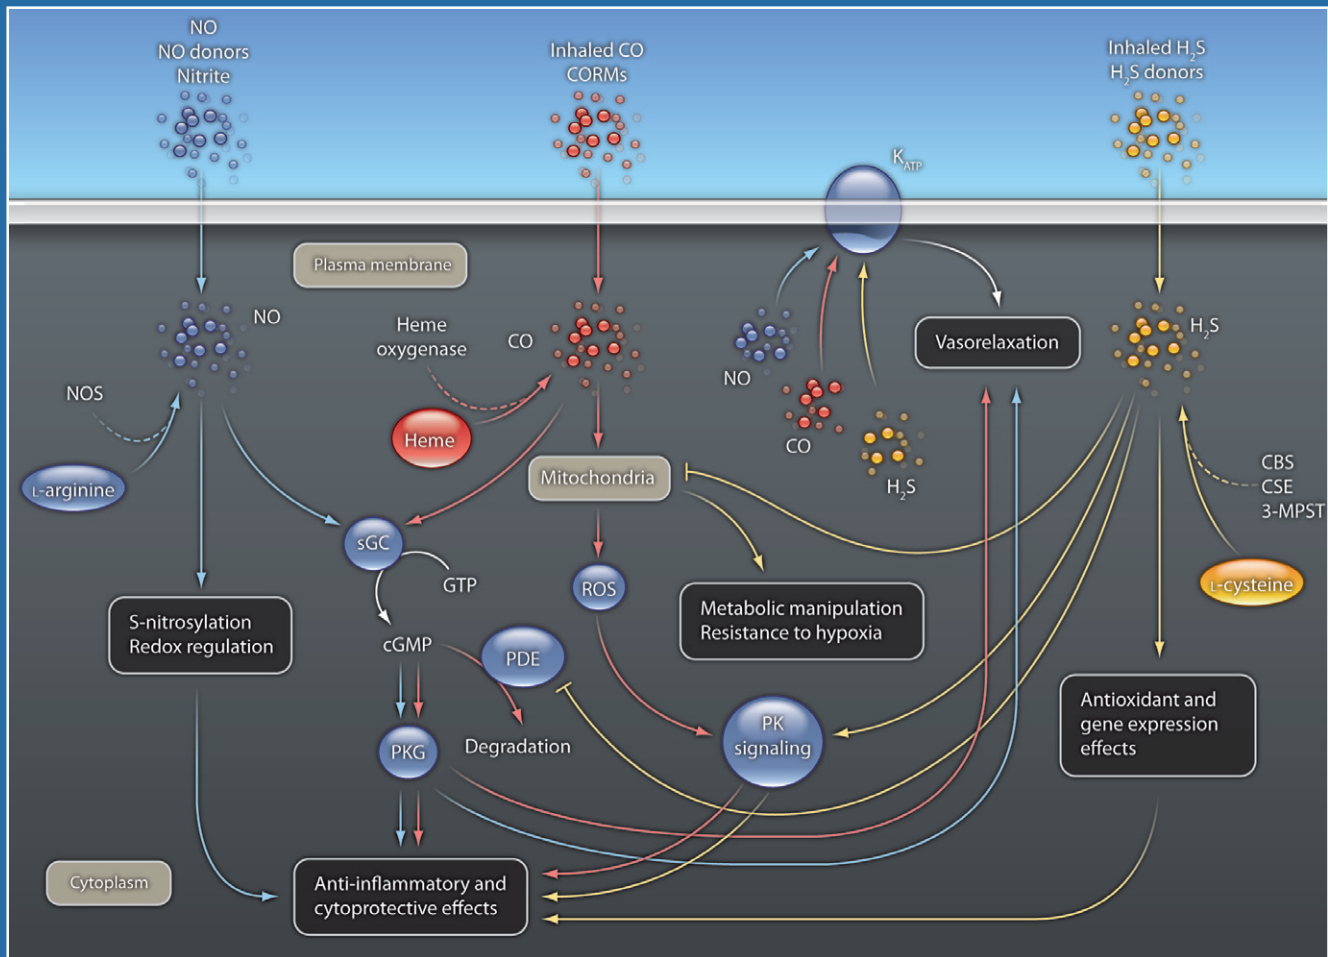 NO
NO donors
Nitrite
Inhaled CO
CORMs
Inhaled H₂S
H₂S donors
K_ATP
Plasma membrane
NO
Heme
oxygenase
CO
NO
CO
H₂S
Vasorelaxation
H₂S
NOS
L-arginine
Heme
Mitochondria
CBS
CSE
3-MPST
L-cysteine
sGC
GTP
ROS
cGMP
PDE
S-nitrosylation
Redox regulation
Metabolic manipulation
Resistance to hypoxia
PKG
Degradation
PK
signaling
Antioxidant and
gene expression
effects
Cytoplasm
Anti-inflammatory and
cytoprotective effects